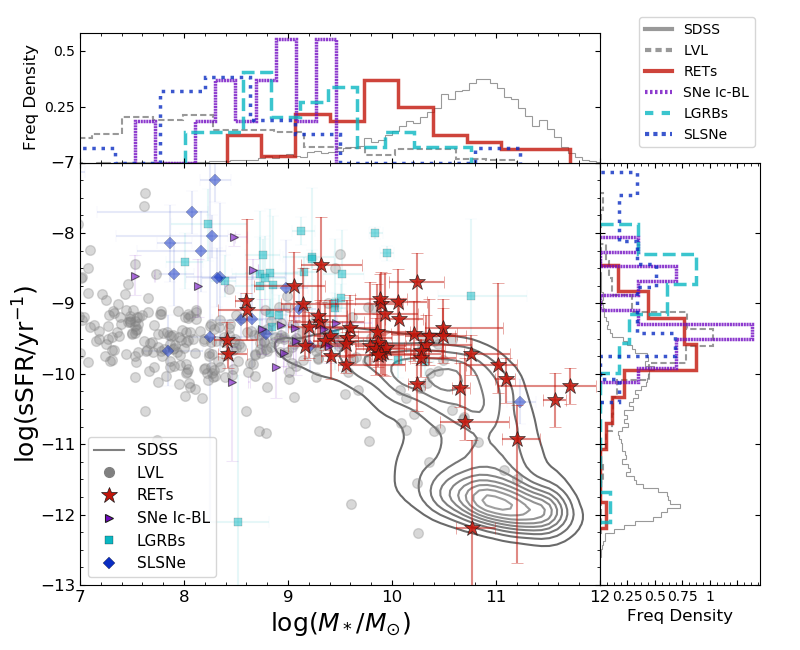 SDSS
LVL
RETs
SNe Ic-BL
LGRBs
SLSNe
Freq Density
0.5
0.25
−7
−8
−9
−10
−11
−12
−13
log(sSFR/yr⁻¹)
SDSS
LVL
RETs
SNe Ic-BL
LGRBs
SLSNe
7 8 9 10 11 12
log(M*/M⊙)
0.25 0.5 0.75 1
Freq Density